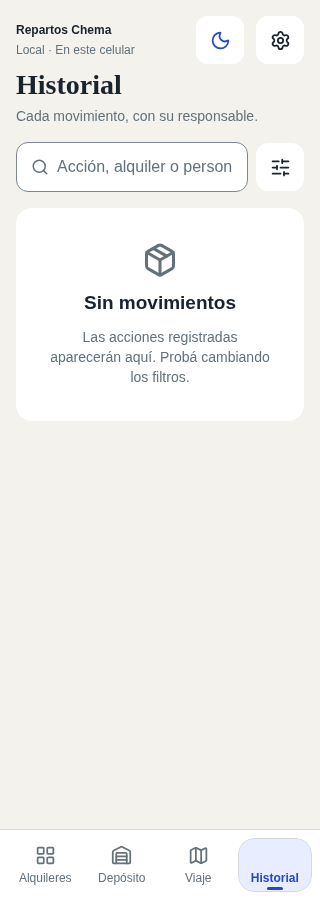 Repartos Chema
Local · En este celular
Historial
Cada movimiento, con su responsable.
Acción, alquiler o person
Sin movimientos
Las acciones registradas
aparecerán aquí. Probá cambiando
los filtros.
Alquileres
Depósito
Viaje
Historial